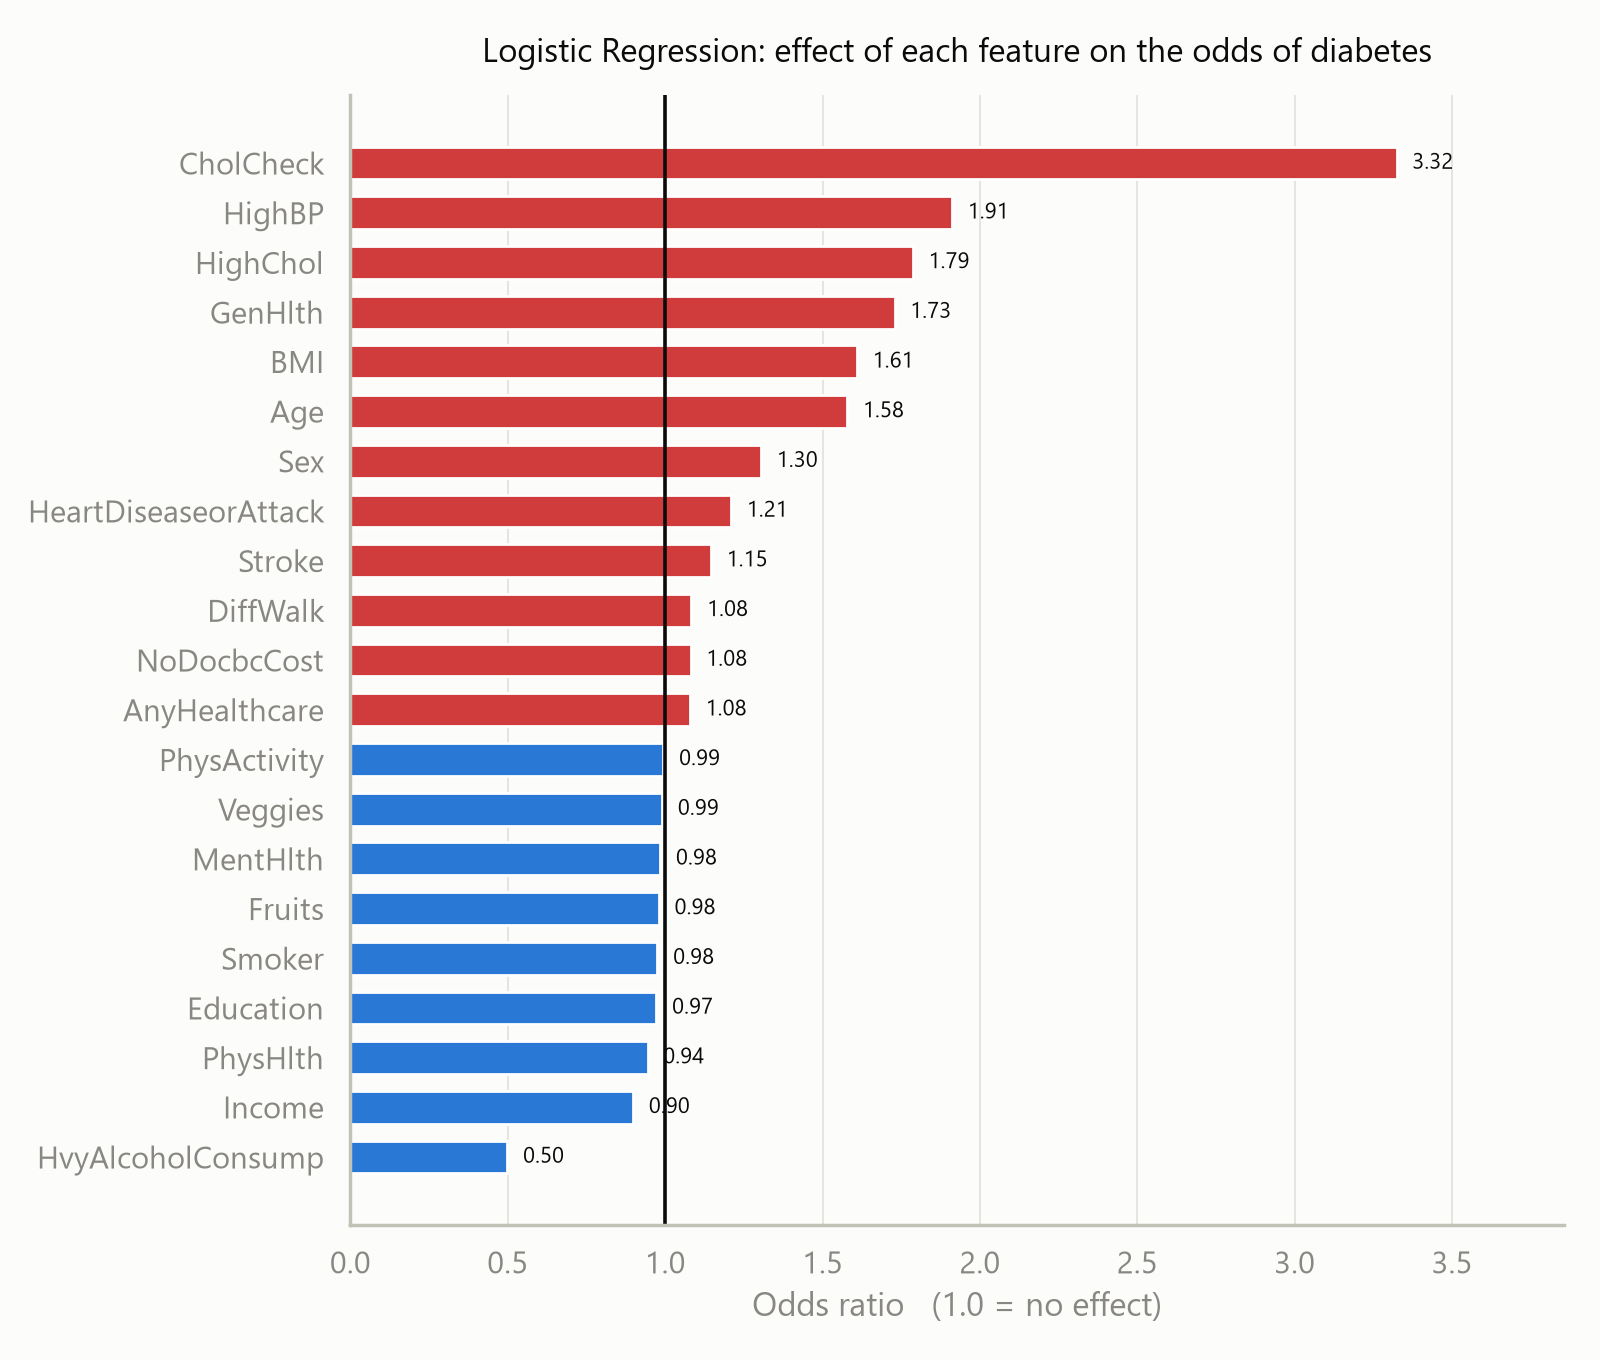 Logistic Regression: effect of each feature on the odds of diabetes
CholCheck 3.32
HighBP 1.91
HighChol 1.79
GenHlth 1.73
BMI 1.61
Age 1.58
Sex 1.30
HeartDiseaseorAttack 1.21
Stroke 1.15
DiffWalk 1.08
NoDocbcCost 1.08
AnyHealthcare 1.08
PhysActivity 0.99
Veggies 0.99
MentHlth 0.98
Fruits 0.98
Smoker 0.98
Education 0.97
PhysHlth 0.94
Income 0.90
HvyAlcoholConsump 0.50
0.0 0.5 1.0 1.5 2.0 2.5 3.0 3.5
Odds ratio (1.0 = no effect)